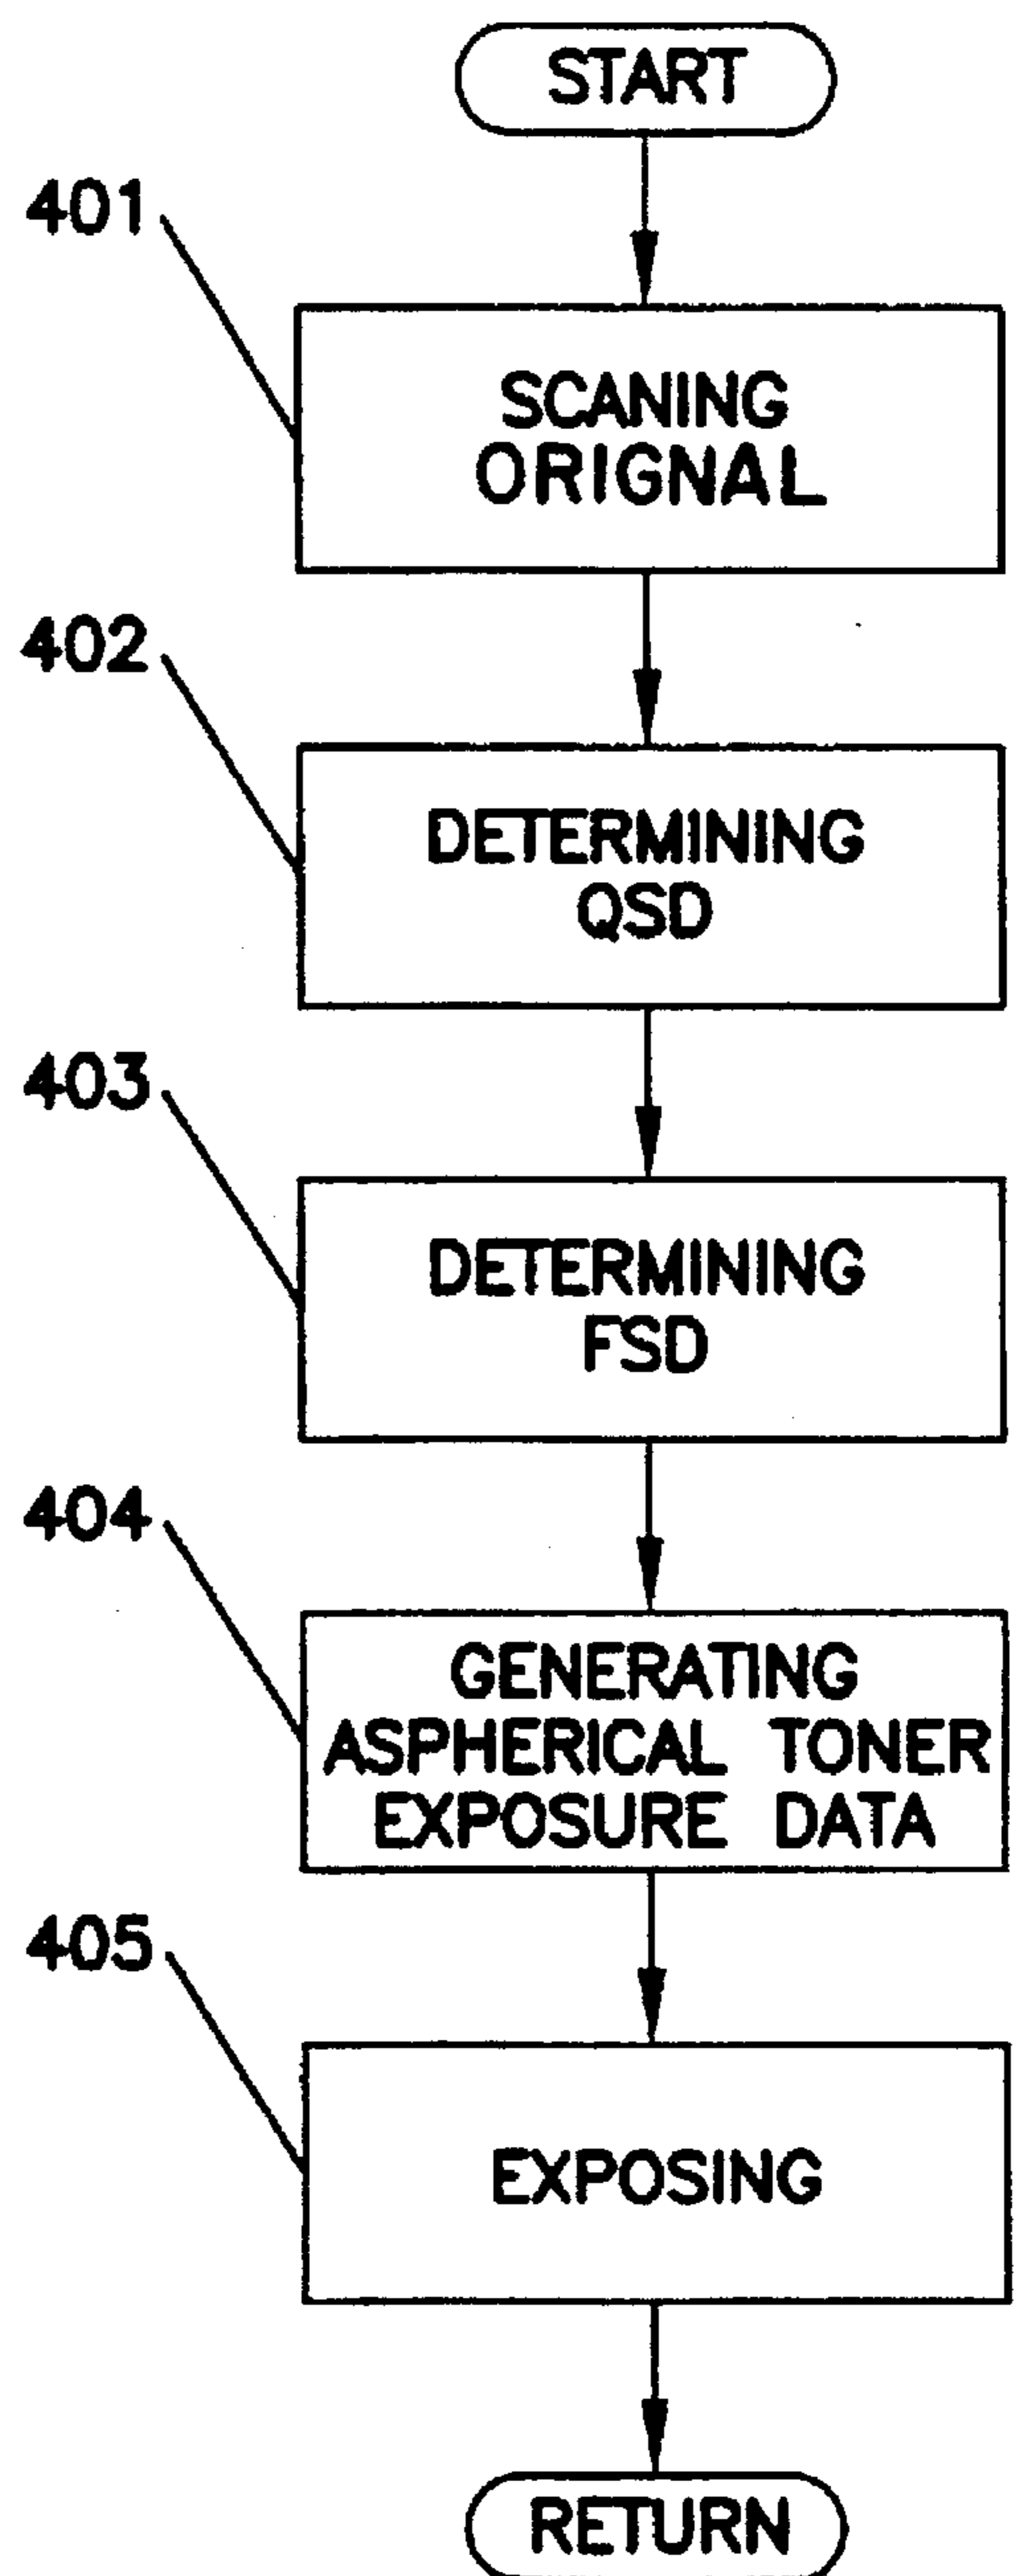 START
401
SCANING
ORIGNAL
402
DETERMINING
QSD
403
DETERMINING
FSD
404
GENERATING
ASPHERICAL TONER
EXPOSURE DATA
405
EXPOSING
RETURN